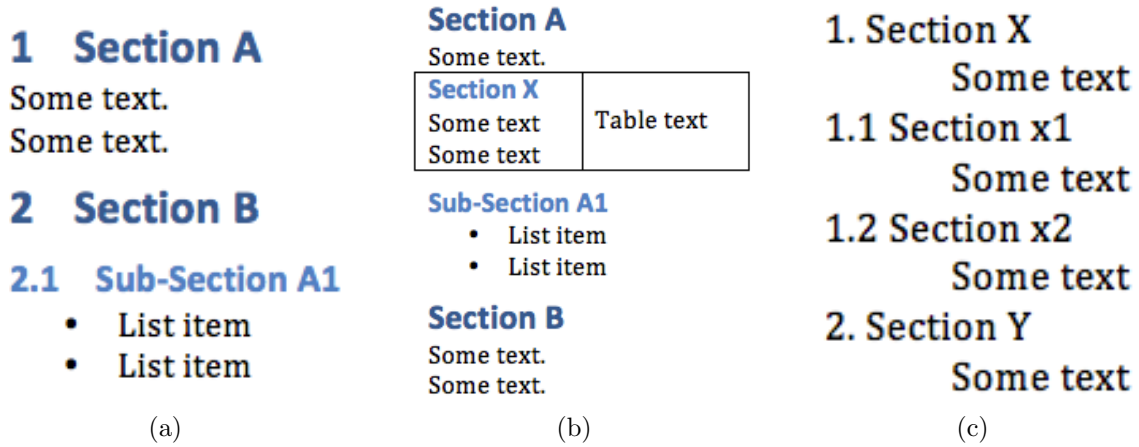 1 Section A
Some text.
Some text.
2 Section B
2.1 Sub-Section A1
• List item
• List item
(a)
Section A
Some text.
Section X
Some text
Some text
Table text
Sub-Section A1
• List item
• List item
Section B
Some text.
Some text.
(b)
1. Section X
Some text
1.1 Section x1
Some text
1.2 Section x2
Some text
2. Section Y
Some text
(c)